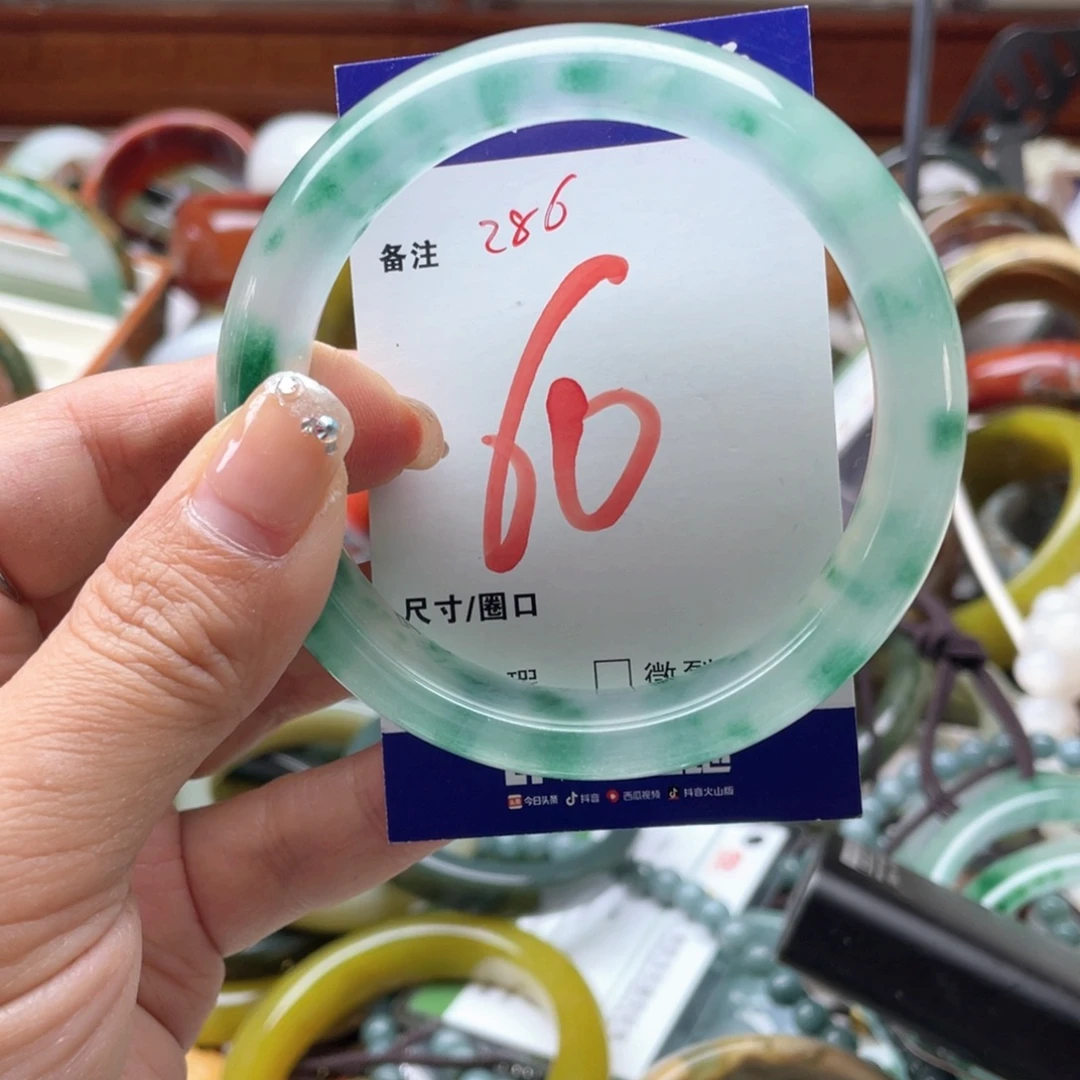 备注 286
60
尺寸/圈口
微
今日头条 抖音 西瓜视频 抖音火山版